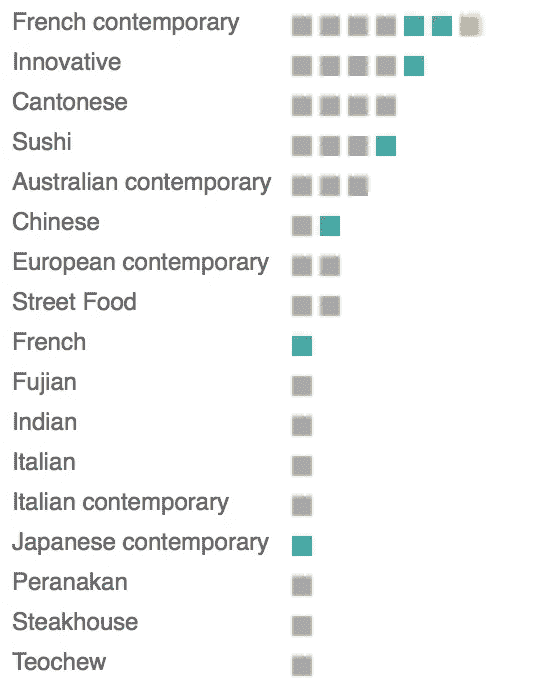 French contemporary
Innovative
Cantonese
Sushi
Australian contemporary
Chinese
European contemporary
Street Food
French
Fujian
Indian
Italian
Italian contemporary
Japanese contemporary
Peranakan
Steakhouse
Teochew